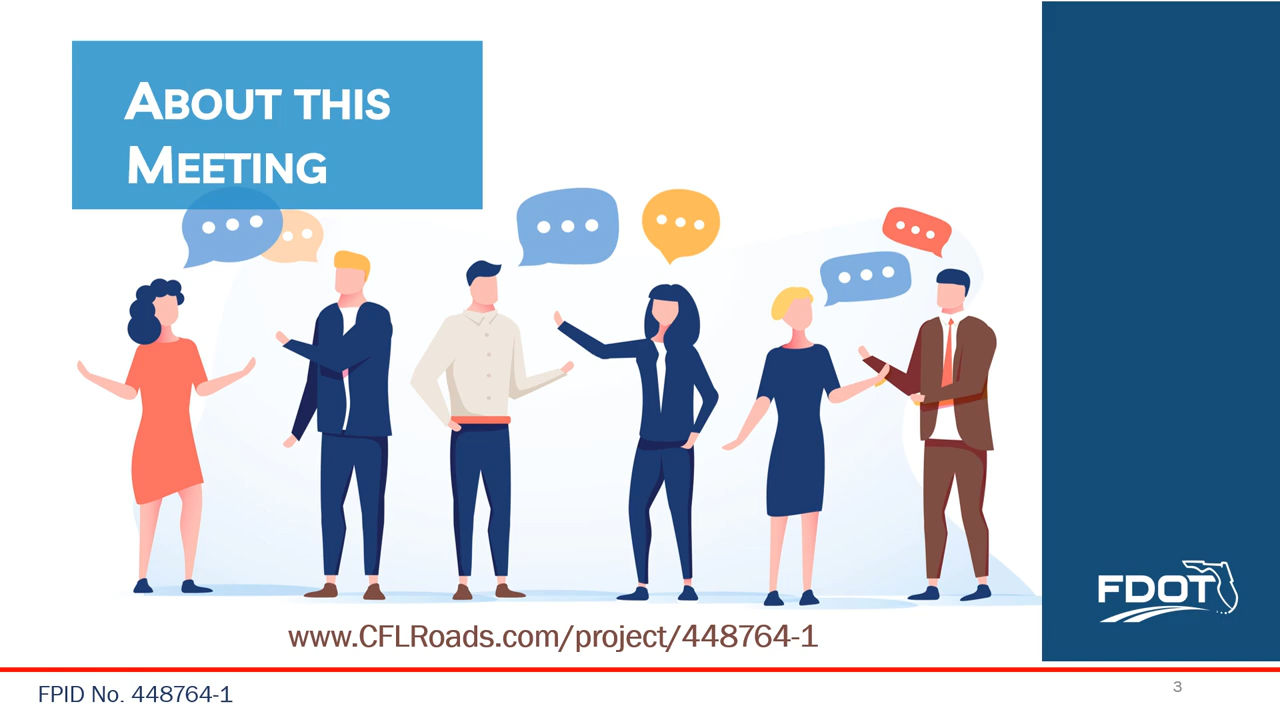 ABOUT THIS
MEETING
FDOT
www.CFLRoads.com/project/448764-1
FPID No. 448764-1
3